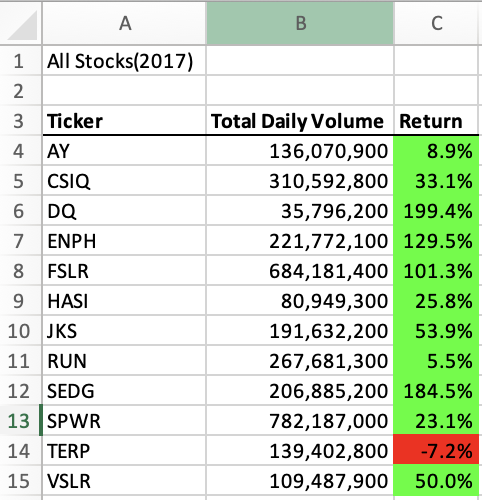 A B C
1 All Stocks(2017)
2
3 Ticker Total Daily Volume Return
4 AY 136,070,900 8.9%
5 CSIQ 310,592,800 33.1%
6 DQ 35,796,200 199.4%
7 ENPH 221,772,100 129.5%
8 FSLR 684,181,400 101.3%
9 HASI 80,949,300 25.8%
10 JKS 191,632,200 53.9%
11 RUN 267,681,300 5.5%
12 SEDG 206,885,200 184.5%
13 SPWR 782,187,000 23.1%
14 TERP 139,402,800 -7.2%
15 VSLR 109,487,900 50.0%